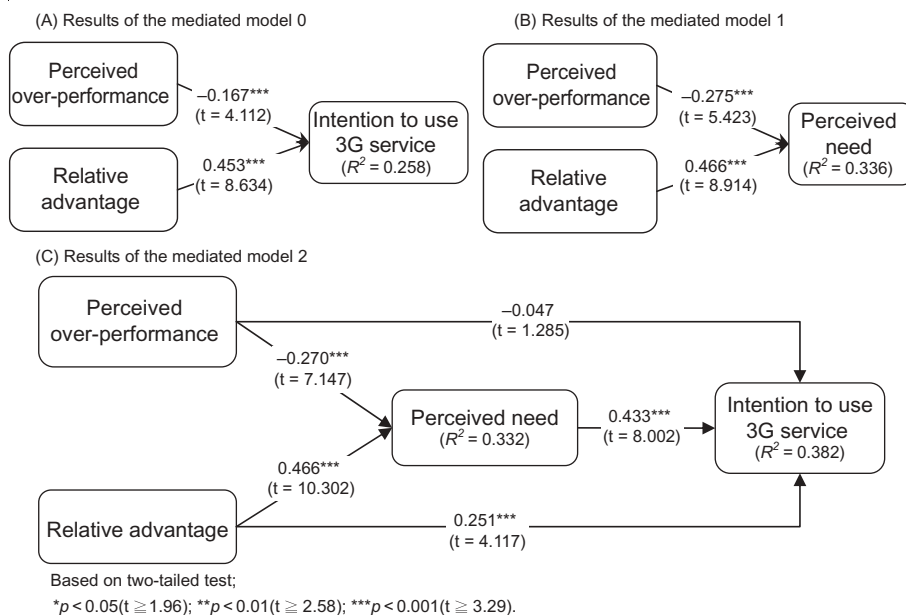 (A) Results of the mediated model 0
Perceived
over-performance
–0.167***
(t = 4.112)
Relative
advantage
0.453***
(t = 8.634)
Intention to use
3G service
(R² = 0.258)
(B) Results of the mediated model 1
Perceived
over-performance
–0.275***
(t = 5.423)
Relative
advantage
0.466***
(t = 8.914)
Perceived
need
(R² = 0.336)
(C) Results of the mediated model 2
Perceived
over-performance
–0.047
(t = 1.285)
–0.270***
(t = 7.147)
Perceived need
(R² = 0.332)
0.433***
(t = 8.002)
Intention to use
3G service
(R² = 0.382)
0.466***
(t = 10.302)
Relative advantage
0.251***
(t = 4.117)
Based on two-tailed test;
*p < 0.05(t ≧ 1.96); **p < 0.01(t ≧ 2.58); ***p < 0.001(t ≧ 3.29).